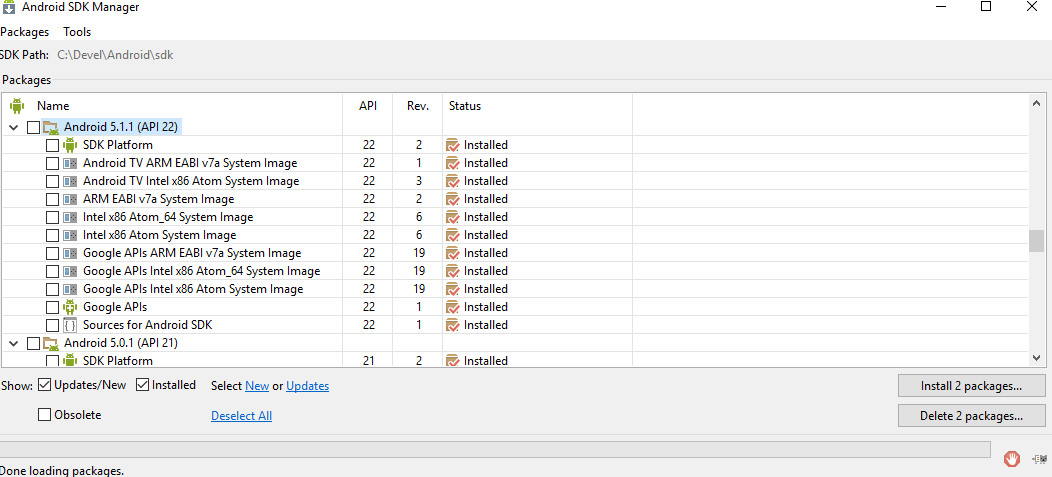 Android SDK Manager
Packages Tools
SDK Path: C:\Devel\Android\sdk
Packages
Name API Rev. Status
Android 5.1.1 (API 22)
SDK Platform 22 2 Installed
Android TV ARM EABI v7a System Image 22 1 Installed
Android TV Intel x86 Atom System Image 22 3 Installed
ARM EABI v7a System Image 22 2 Installed
Intel x86 Atom_64 System Image 22 6 Installed
Intel x86 Atom System Image 22 6 Installed
Google APIs ARM EABI v7a System Image 22 19 Installed
Google APIs Intel x86 Atom_64 System Image 22 19 Installed
Google APIs Intel x86 Atom System Image 22 19 Installed
Google APIs 22 1 Installed
Sources for Android SDK 22 1 Installed
Android 5.0.1 (API 21)
SDK Platform 21 2 Installed
Show: Updates/New Installed Select New or Updates Install 2 packages...
Obsolete Deselect All Delete 2 packages...
Done loading packages.